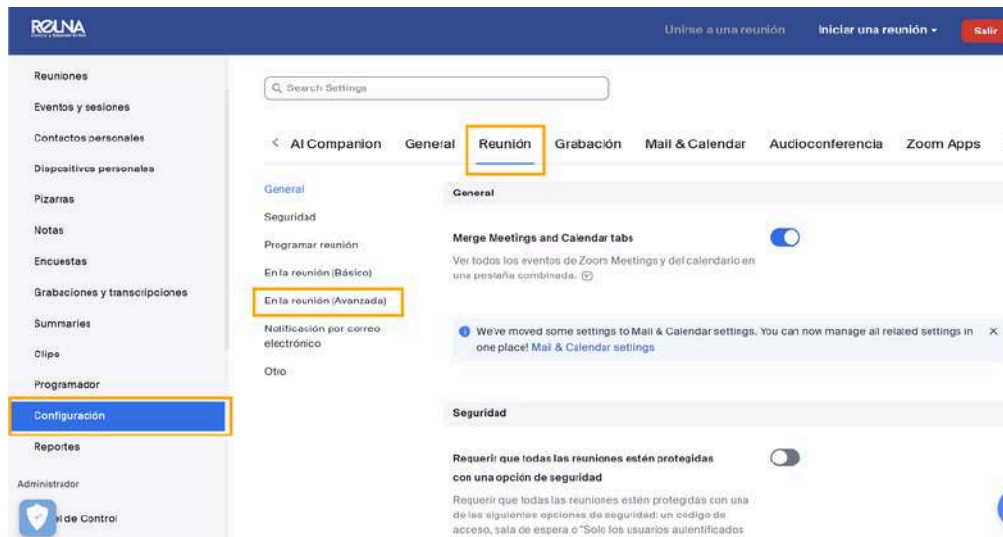 REUNA
Unirse a una reunión
Iniciar una reunión
Salir
Reuniones
Eventos y sesiones
Contactos personales
Dispositivos personales
Pizarras
Notas
Encuestas
Grabaciones y transcripciones
Summaries
Clips
Programador
Configuración
Reportes
Administrador
el de Control
Search Settings
AI Companion
General
Reunión
Grabación
Mail & Calendar
Audioconferencia
Zoom Apps
General
Seguridad
Programar reunión
En la reunión (Básico)
En la reunión (Avanzada)
Notificación por correo
electrónico
Otro
General
Merge Meetings and Calendar tabs
Ver todos los eventos de Zoom Meetings y del calendario en
una pestaña combinada.
We've moved some settings to Mail & Calendar settings. You can now manage all related settings in
one place! Mail & Calendar settings
Seguridad
Requerir que todas las reuniones estén protegidas
con una opción de seguridad
Requerir que todas las reuniones estén protegidas con una
de las siguientes opciones de seguridad: un código de
acceso, sala de espera o "Solo los usuarios autentificados